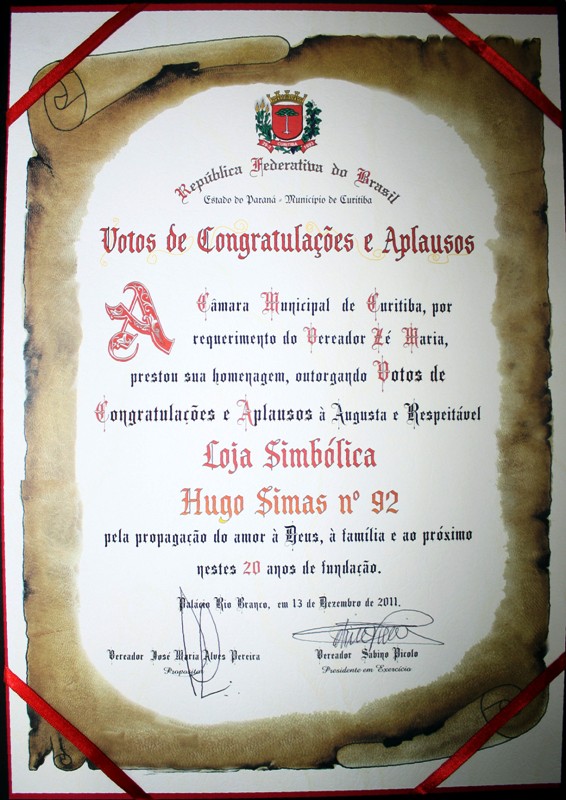 República Federativa do Brasil
Estado do Paraná - Município de Curitiba
Votos de Congratulações e Aplausos
A Câmara Municipal de Curitiba, por
requerimento do Vereador Zé Maria,
prestou sua homenagem, outorgando Votos de
Congratulações e Aplausos à Augusta e Respeitável
Loja Simbólica
Hugo Simas nº 92
pela propagação do amor à Deus, à família e ao próximo
nestes 20 anos de fundação.
Palácio Rio Branco, em 13 de Dezembro de 2011.
Vereador José Maria Alves Pereira
Propositor
Vereador Sabino Picolo
Presidente em Exercício